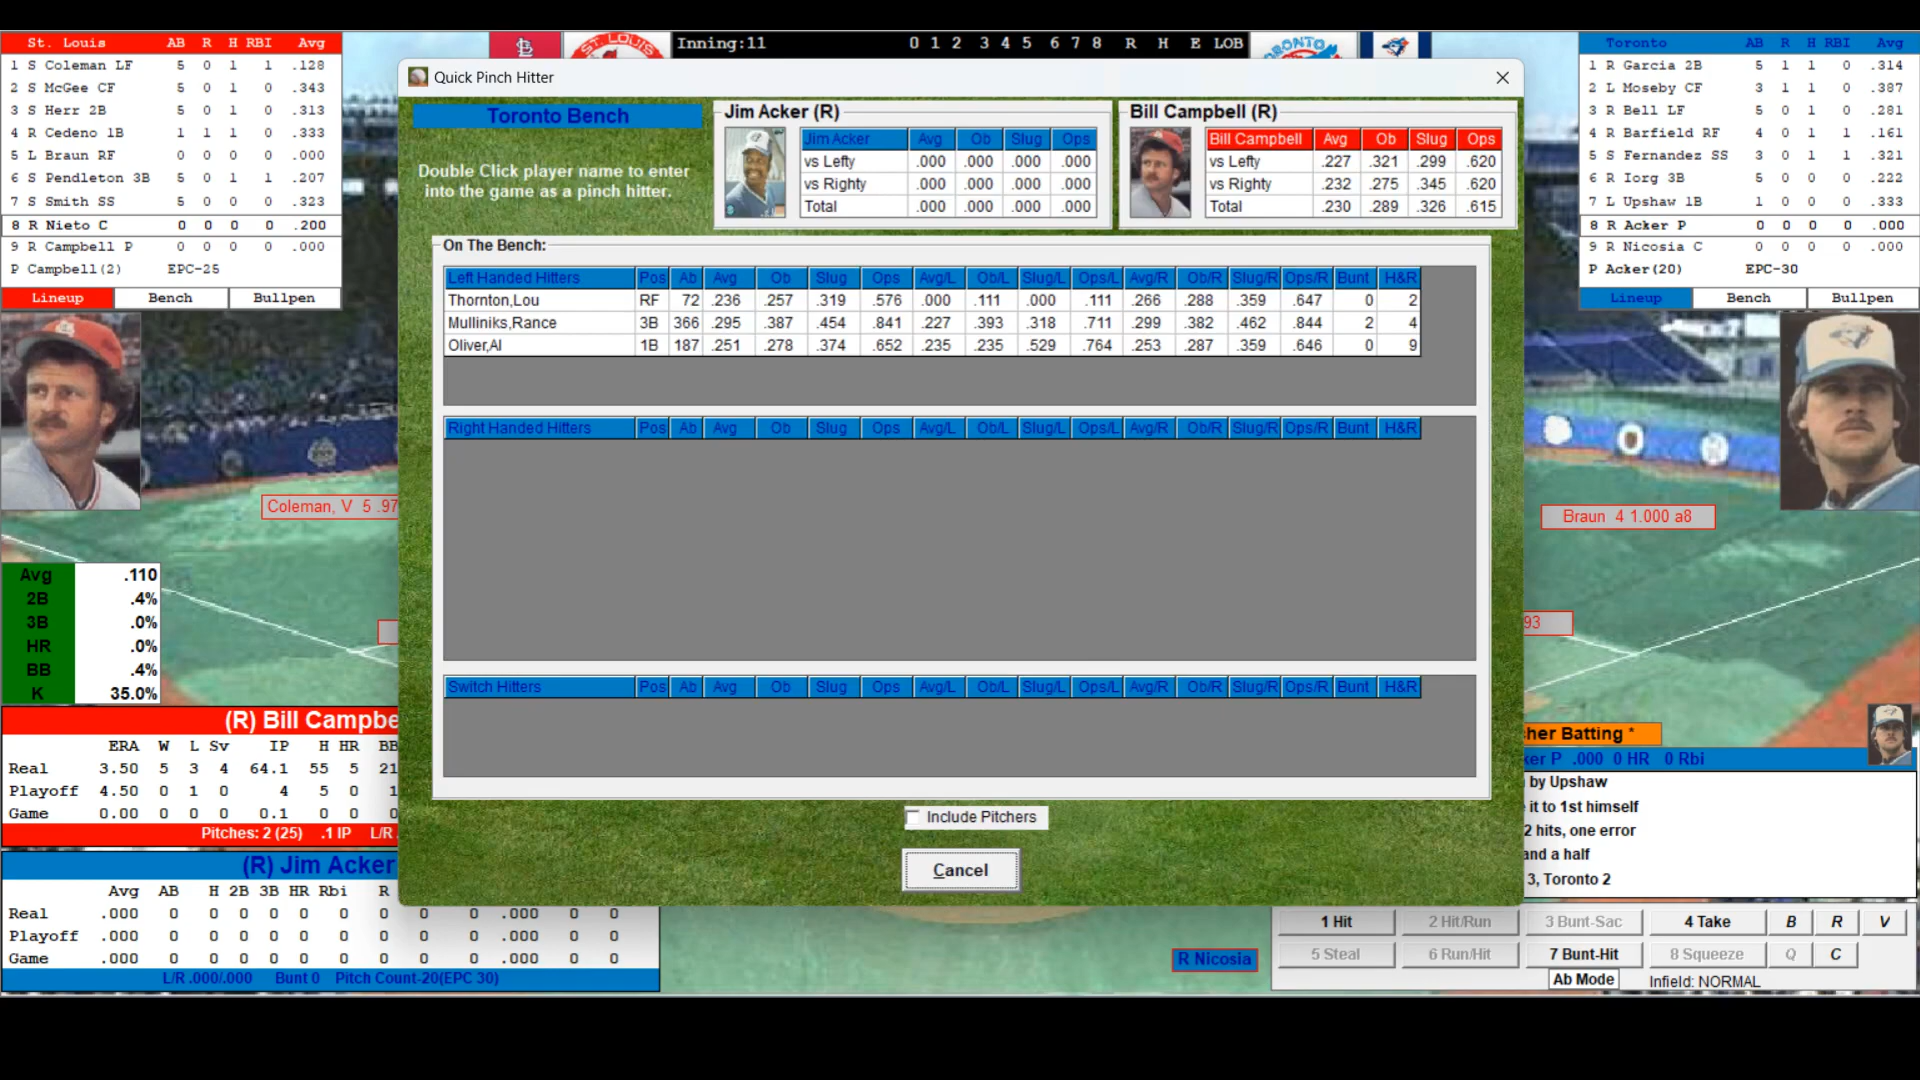 St. Louis AB R H RBI Avg
1 S Coleman LF 5 0 1 1 .128
2 S McGee CF 5 0 1 0 .343
3 S Herr 2B 5 0 1 0 .313
4 R Cedeno 1B 1 1 1 0 .333
5 L Braun RF 0 0 0 0 .000
6 S Pendleton 3B 5 0 1 1 .207
7 S Smith SS 5 0 0 0 .323
8 R Nieto C 0 0 0 0 .200
9 R Campbell P 0 0 0 0 .000
P Campbell(2) EPC-25
Lineup Bench Bullpen
ST. LOUIS
Inning:11 0 1 2 3 4 5 6 7 8 R H E LOB
TORONTO
Toronto AB R H RBI Avg
1 R Garcia 2B 5 1 1 0 .314
2 L Moseby CF 3 1 1 0 .387
3 R Bell LF 5 0 1 0 .281
4 R Barfield RF 4 0 1 1 .161
5 S Fernandez SS 3 0 1 1 .321
6 R Iorg 3B 5 0 1 0 .222
7 L Upshaw 1B 1 0 0 0 .333
8 R Acker P 0 0 0 0 .000
9 R Nicosia C 0 0 0 0 .000
P Acker(20) EPC-30
Lineup Bench Bullpen
Quick Pinch Hitter
Toronto Bench
Double Click player name to enter
into the game as a pinch hitter.
Jim Acker (R)
Jim Acker Avg Ob Slug Ops
vs Lefty .000 .000 .000 .000
vs Righty .000 .000 .000 .000
Total .000 .000 .000 .000
Bill Campbell (R)
Bill Campbell Avg Ob Slug Ops
vs Lefty .227 .321 .299 .620
vs Righty .232 .275 .345 .620
Total .230 .289 .326 .615
On The Bench:
Left Handed Hitters Pos Ab Avg Ob Slug Ops Avg/L Ob/L Slug/L Ops/L Avg/R Ob/R Slug/R Ops/R Bunt H&R
Thornton,Lou RF 72 .236 .257 .319 .576 .000 .111 .000 .111 .266 .288 .359 .647 0 2
Mulliniks,Rance 3B 366 .295 .387 .454 .841 .227 .393 .318 .711 .299 .382 .462 .844 2 4
Oliver,Al 1B 187 .251 .278 .374 .652 .235 .235 .529 .764 .253 .287 .359 .646 0 9
Right Handed Hitters Pos Ab Avg Ob Slug Ops Avg/L Ob/L Slug/L Ops/L Avg/R Ob/R Slug/R Ops/R Bunt H&R
Switch Hitters Pos Ab Avg Ob Slug Ops Avg/L Ob/L Slug/L Ops/L Avg/R Ob/R Slug/R Ops/R Bunt H&R
Include Pitchers
Cancel
Coleman, V 5 .97
Braun 4 1.000 a8
93
Avg .110
2B .4%
3B .0%
HR .0%
BB .4%
K 35.0%
(R) Bill Campbe
ERA W L Sv IP H HR BB
Real 3.50 5 3 4 64.1 55 5 21
Playoff 4.50 0 1 0 4 5 0 1
Game 0.00 0 0 0 0.1 0 0 0
Pitches: 2 (25) .1 IP L/R .
(R) Jim Acker
Avg AB H 2B 3B HR Rbi R
Real .000 0 0 0 0 0 0 0 0 0 .000 0 0
Playoff .000 0 0 0 0 0 0 0 0 0 .000 0 0
Game .000 0 0 0 0 0 0 0 0 0 .000 0 0
L/R .000/.000 Bunt 0 Pitch Count-20(EPC 30)
cher Batting *
ker P .000 0 HR 0 Rbi
by Upshaw
it to 1st himself
2 hits, one error
and a half
3, Toronto 2
R Nicosia
1 Hit 2 Hit/Run 3 Bunt-Sac 4 Take B R V
5 Steal 6 Run/Hit 7 Bunt-Hit 8 Squeeze Q C
Ab Mode Infield: NORMAL